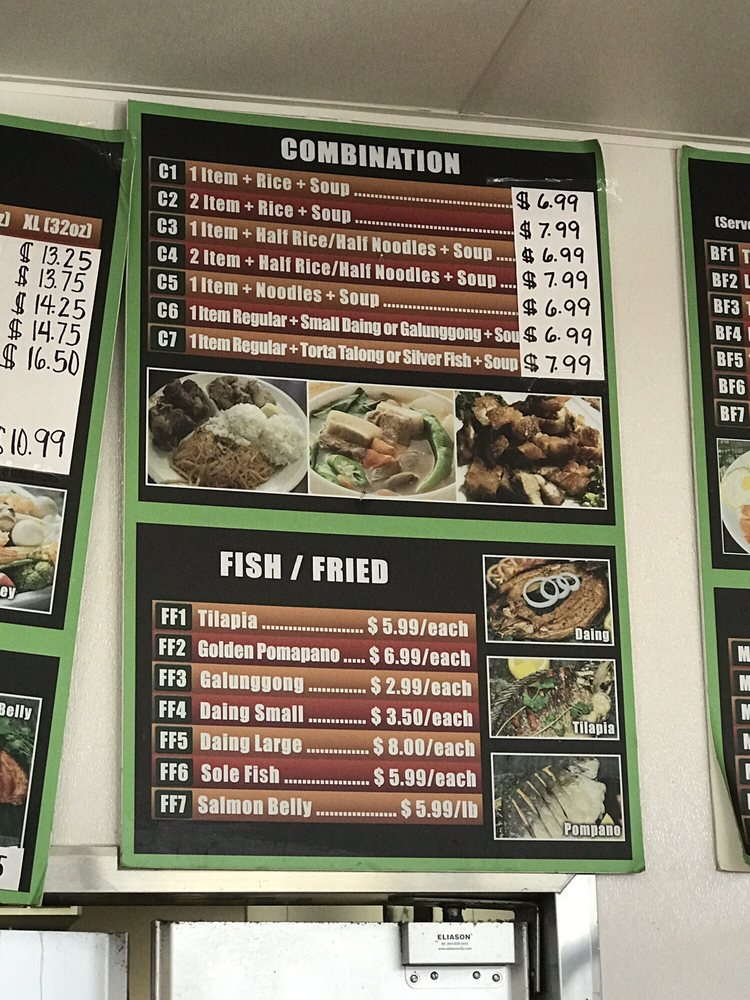 XL (32oz)
$ 13.25
$ 13.75
$ 14.25
$ 14.75
$ 16.50
$10.99
Belly
COMBINATION
C1 1 Item + Rice + Soup ........ $ 6.99
C2 2 Item + Rice + Soup ........ $ 7.99
C3 1 Item + Half Rice/Half Noodles + Soup .... $ 6.99
C4 2 Item + Half Rice/Half Noodles + Soup .... $ 7.99
C5 1 Item + Noodles + Soup ........ $ 6.99
C6 1 Item Regular + Small Daing or Galunggong + Sou $ 6.99
C7 1 Item Regular + Torta Talong or Silver Fish + Soup $ 7.99
FISH / FRIED
FF1 Tilapia ........ $ 5.99/each
FF2 Golden Pomapano ..... $ 6.99/each
FF3 Galunggong ........ $ 2.99/each
FF4 Daing Small ........ $ 3.50/each
FF5 Daing Large ........ $ 8.00/each
FF6 Sole Fish ........ $ 5.99/each
FF7 Salmon Belly ........ $ 5.99/lb
Daing
Tilapia
Pompano
(Serve
BF1
BF2
BF3
BF4
BF5
BF6
BF7
ELIASON